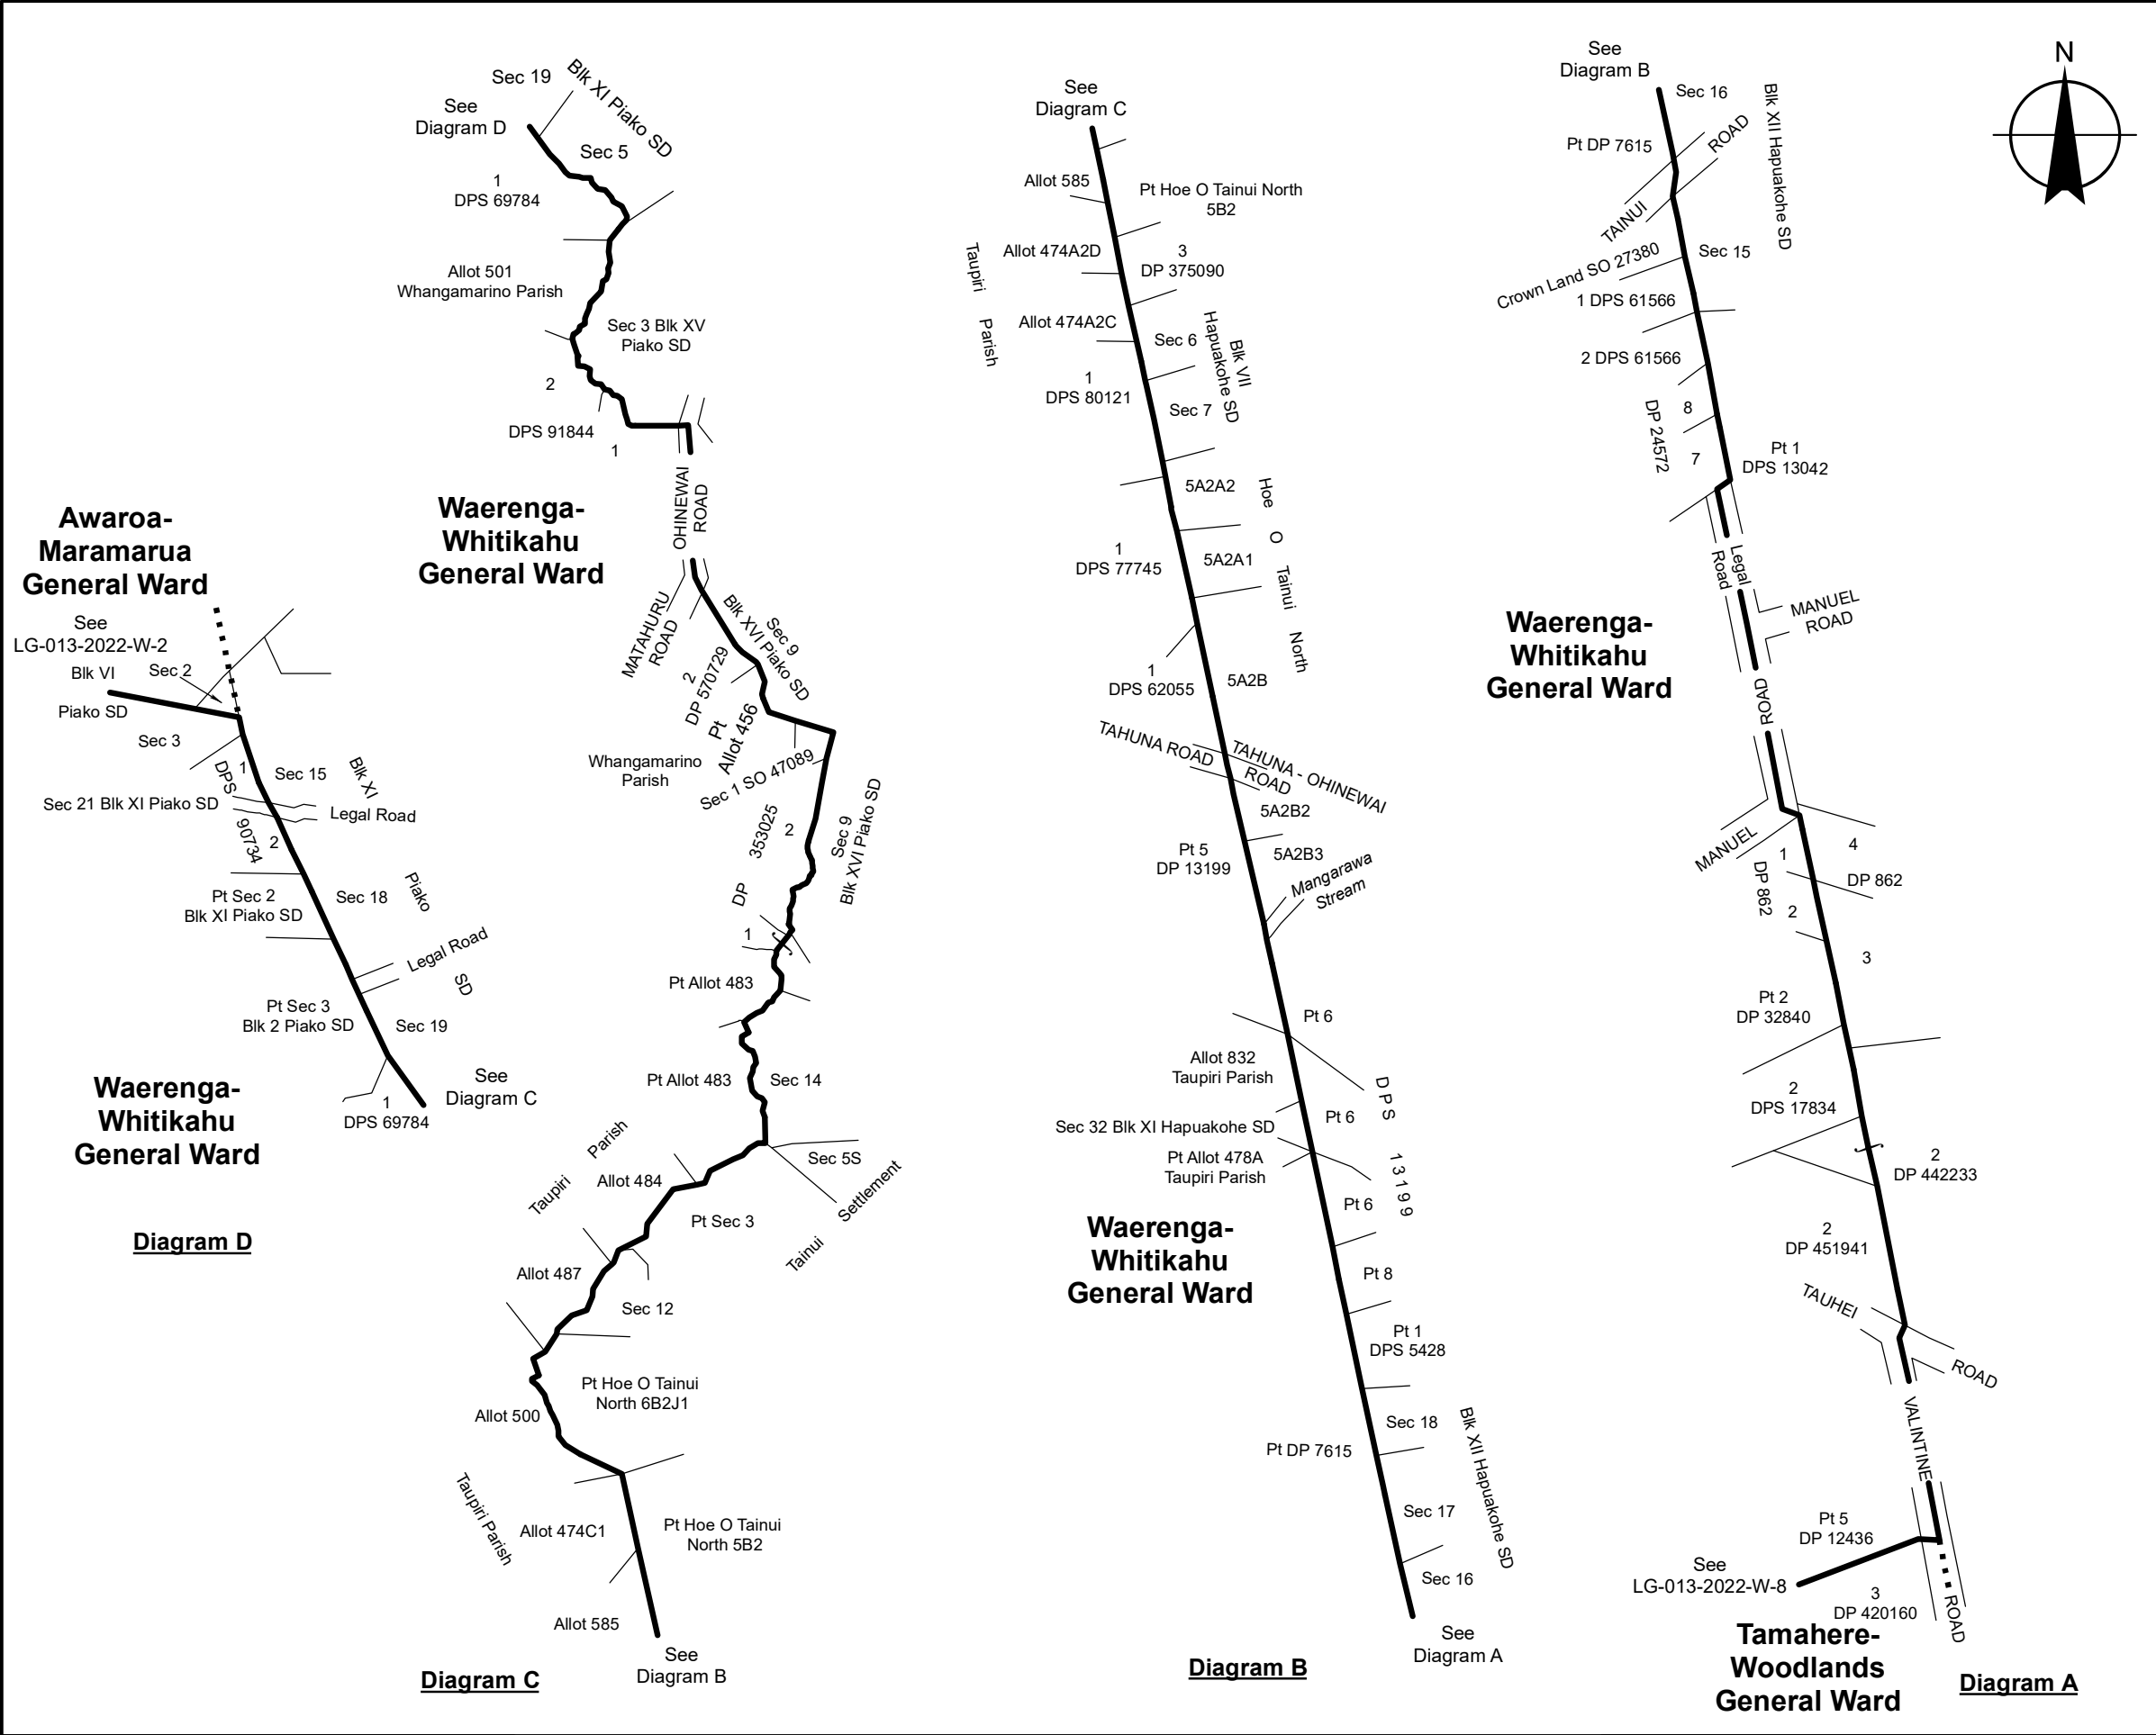 Awaroa-
Maramarua
General Ward
See
LG-013-2022-W-2
Blk VI
Sec 2
Piako SD
Sec 3
1
DPS
Sec 15
Blk XI
Sec 21 Blk XI Piako SD
Legal Road
90734
2
Pt Sec 2
Blk XI Piako SD
Sec 18
Piako
Legal Road
SD
Pt Sec 3
Blk 2 Piako SD
Sec 19
See
Diagram C
1
DPS 69784
Waerenga-
Whitikahu
General Ward
Diagram D
Sec 19
Blk XI Piako SD
See
Diagram D
Sec 5
1
DPS 69784
Allot 501
Whangamarino Parish
Sec 3 Blk XV
Piako SD
2
DPS 91844
1
Waerenga-
Whitikahu
General Ward
OHINEWAI
ROAD
MATAHURU
ROAD
Sec 9
Blk XVI Piako SD
2
DP 570729
Pt
Allot 456
Whangamarino
Parish
Sec 1 SO 47089
353025
2
DP
Sec 9
Blk XVI Piako SD
1
Pt Allot 483
Pt Allot 483
Sec 14
Parish
Taupiri
Allot 484
Sec 5S
Settlement
Pt Sec 3
Tainui
Allot 487
Sec 12
Pt Hoe O Tainui
North 6B2J1
Allot 500
Taupiri Parish
Allot 474C1
Pt Hoe O Tainui
North 5B2
Allot 585
See
Diagram B
Diagram C
See
Diagram C
Allot 585
Pt Hoe O Tainui North
5B2
Taupiri
Parish
Allot 474A2D
3
DP 375090
Allot 474A2C
Sec 6
Blk VII
Hapuakohe SD
1
DPS 80121
Sec 7
5A2A2
Hoe
O
Tainui
North
1
DPS 77745
5A2A1
1
DPS 62055
5A2B
TAHUNA ROAD
TAHUNA - OHINEWAI
ROAD
5A2B2
Pt 5
DP 13199
5A2B3
Mangarawa
Stream
Pt 6
Allot 832
Taupiri Parish
DPS
Pt 6
Sec 32 Blk XI Hapuakohe SD
Pt Allot 478A
Taupiri Parish
13199
Pt 6
Waerenga-
Whitikahu
General Ward
Pt 8
Pt 1
DPS 5428
Sec 18
Blk XII Hapuakohe SD
Pt DP 7615
Sec 17
Sec 16
See
Diagram A
Diagram B
See
Diagram B
Sec 16
Blk XII Hapuakohe SD
Pt DP 7615
ROAD
TAINUI
Crown Land SO 27380
Sec 15
1 DPS 61566
2 DPS 61566
8
DP 24572
7
Pt 1
DPS 13042
Legal
Road
MANUEL
ROAD
Waerenga-
Whitikahu
General Ward
ROAD
MANUEL
1
4
DP 862
DP 862
2
3
Pt 2
DP 32840
2
DPS 17834
2
DP 442233
2
DP 451941
TAUHEI
ROAD
VALINTINE
Pt 5
DP 12436
See
LG-013-2022-W-8
3
DP 420160
ROAD
Tamahere-
Woodlands
General Ward
Diagram A
N